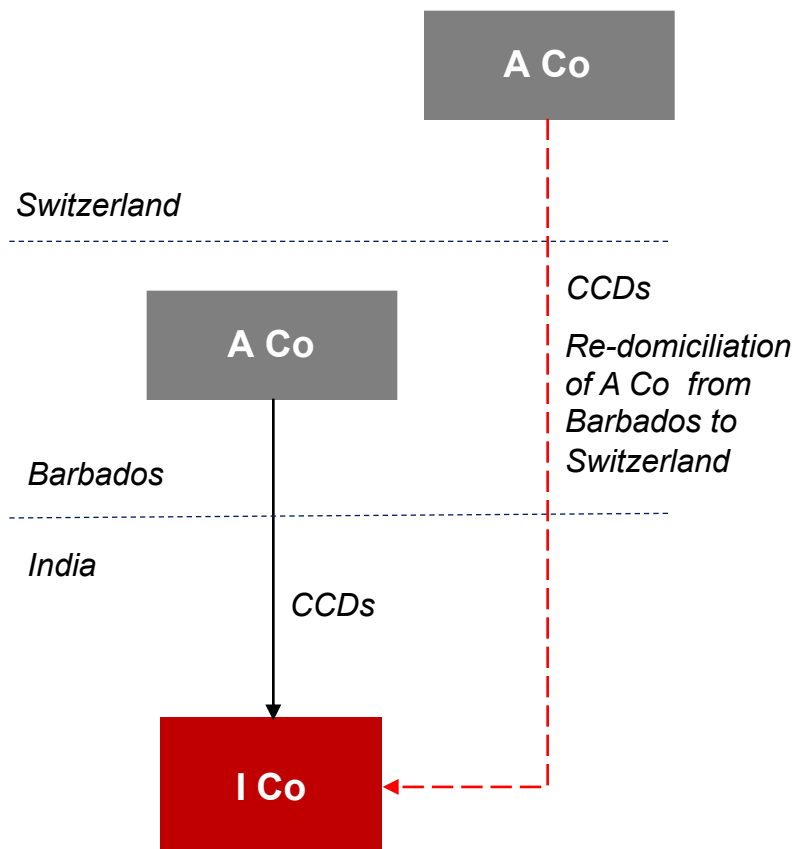 A Co
Switzerland
CCDs
Re-domiciliation
of A Co from
Barbados to
Switzerland
A Co
Barbados
India
CCDs
I Co